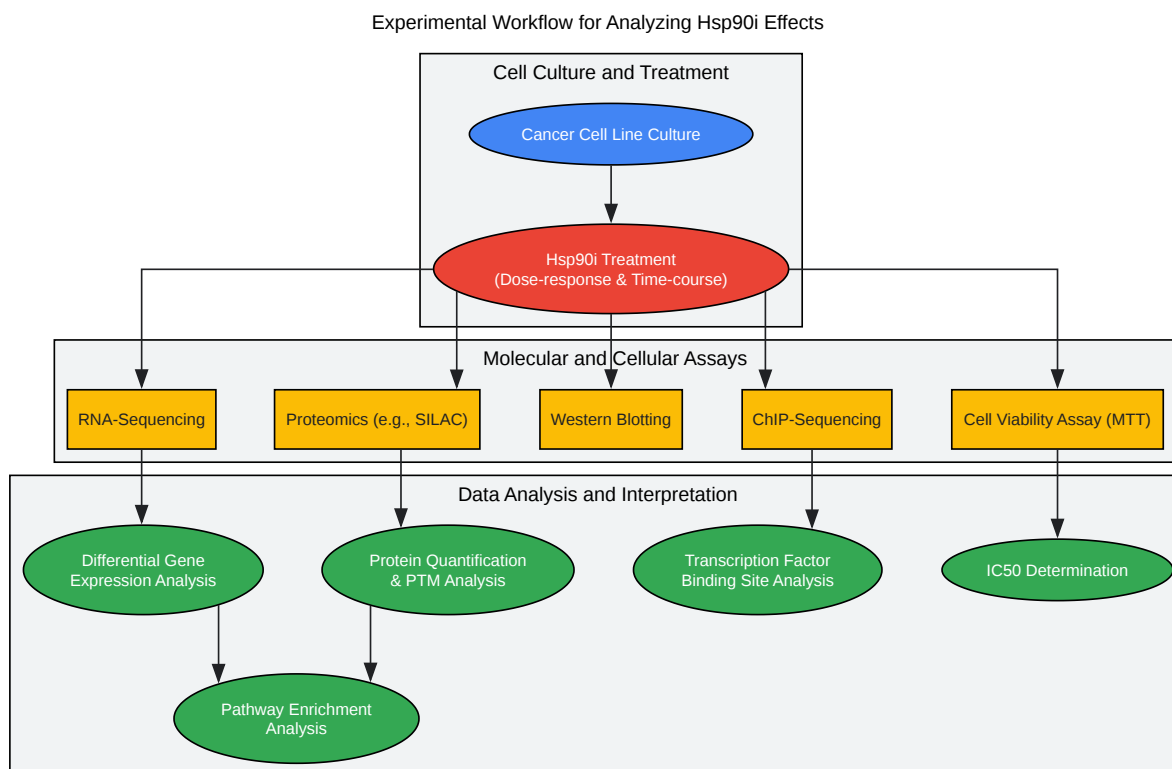 Experimental Workflow for Analyzing Hsp90i Effects
Cell Culture and Treatment
Cancer Cell Line Culture
Hsp90i Treatment
(Dose-response & Time-course)
Molecular and Cellular Assays
RNA-Sequencing
Proteomics (e.g., SILAC)
Western Blotting
ChIP-Sequencing
Cell Viability Assay (MTT)
Data Analysis and Interpretation
Differential Gene
Expression Analysis
Protein Quantification
& PTM Analysis
Transcription Factor
Binding Site Analysis
IC50 Determination
Pathway Enrichment
Analysis